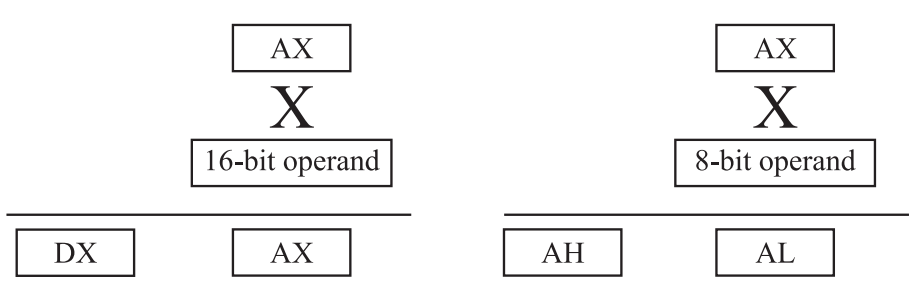 AX AX
X X
16-bit operand 8-bit operand
DX AX AH AL